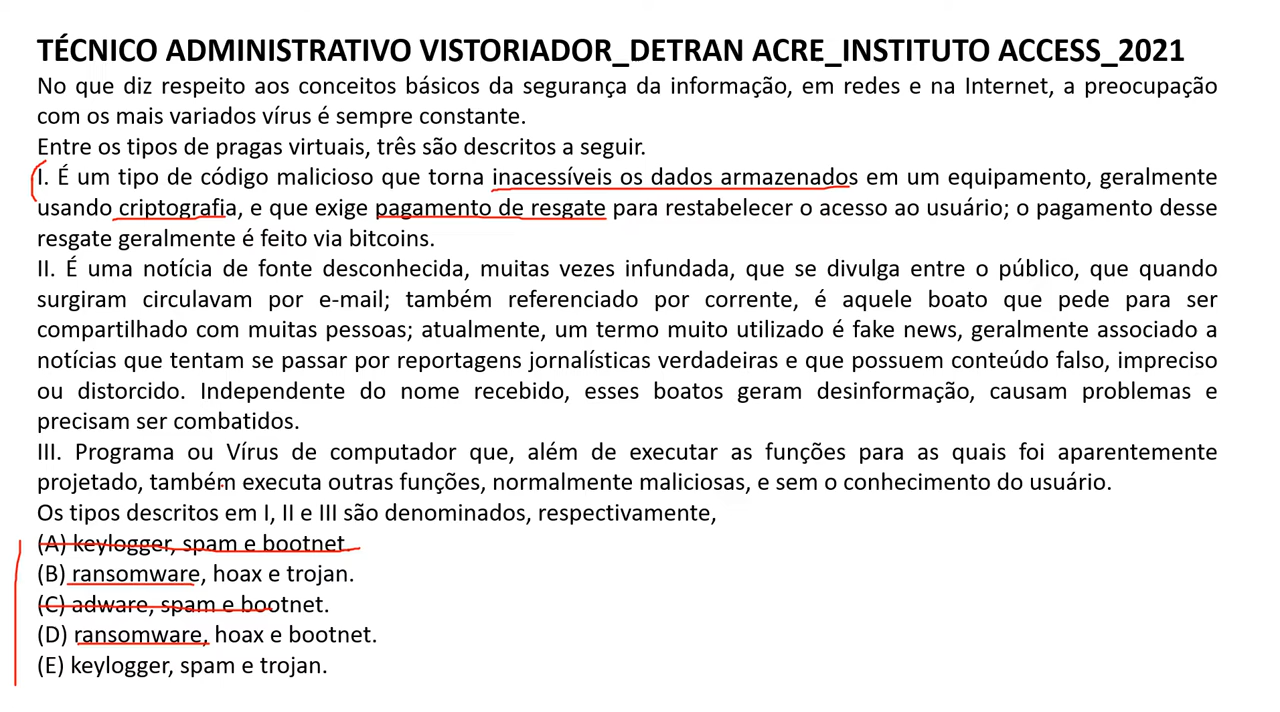 TÉCNICO ADMINISTRATIVO VISTORIADOR_DETRAN ACRE_INSTITUTO ACCESS_2021
No que diz respeito aos conceitos básicos da segurança da informação, em redes e na Internet, a preocupação
com os mais variados vírus é sempre constante.
Entre os tipos de pragas virtuais, três são descritos a seguir.
I. É um tipo de código malicioso que torna inacessíveis os dados armazenados em um equipamento, geralmente
usando criptografia, e que exige pagamento de resgate para restabelecer o acesso ao usuário; o pagamento desse
resgate geralmente é feito via bitcoins.
II. É uma notícia de fonte desconhecida, muitas vezes infundada, que se divulga entre o público, que quando
surgiram circulavam por e-mail; também referenciado por corrente, é aquele boato que pede para ser
compartilhado com muitas pessoas; atualmente, um termo muito utilizado é fake news, geralmente associado a
notícias que tentam se passar por reportagens jornalísticas verdadeiras e que possuem conteúdo falso, impreciso
ou distorcido. Independente do nome recebido, esses boatos geram desinformação, causam problemas e
precisam ser combatidos.
III. Programa ou Vírus de computador que, além de executar as funções para as quais foi aparentemente
projetado, também executa outras funções, normalmente maliciosas, e sem o conhecimento do usuário.
Os tipos descritos em I, II e III são denominados, respectivamente,
(A) keylogger, spam e bootnet.
(B) ransomware, hoax e trojan.
(C) adware, spam e bootnet.
(D) ransomware, hoax e bootnet.
(E) keylogger, spam e trojan.